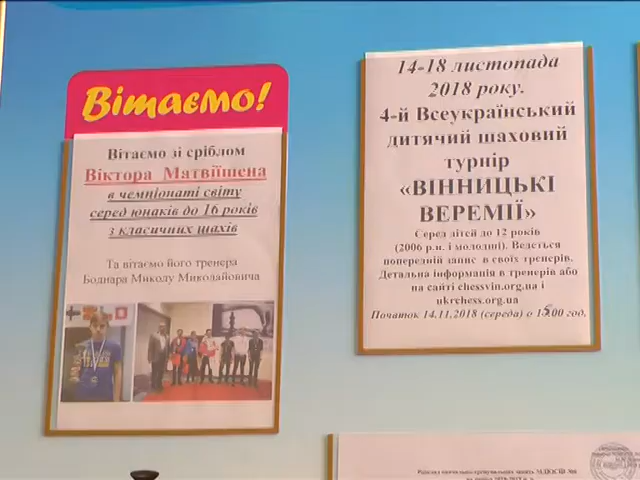 Вітаємо!
Вітаємо зі сріблом
Віктора Матвіїшена
в чемпіонаті світу
серед юнаків до 16 років
з класичних шахів
Та вітаємо його тренера
Боднара Миколу Миколайовича
14-18 листопада
2018 року.
4-й Всеукраїнський
дитячий шаховий
турнір
«ВІННИЦЬКІ
ВЕРЕМІЇ»
Серед дітей до 12 років
(2006 р.н. і молодші). Ведеться
попередній запис в своїх тренерів.
Детальна інформація в тренерів або
на сайті chessvin.org.ua і
ukrchess.org.ua
Початок 14.11.2018 (середа) о 15.00 год.